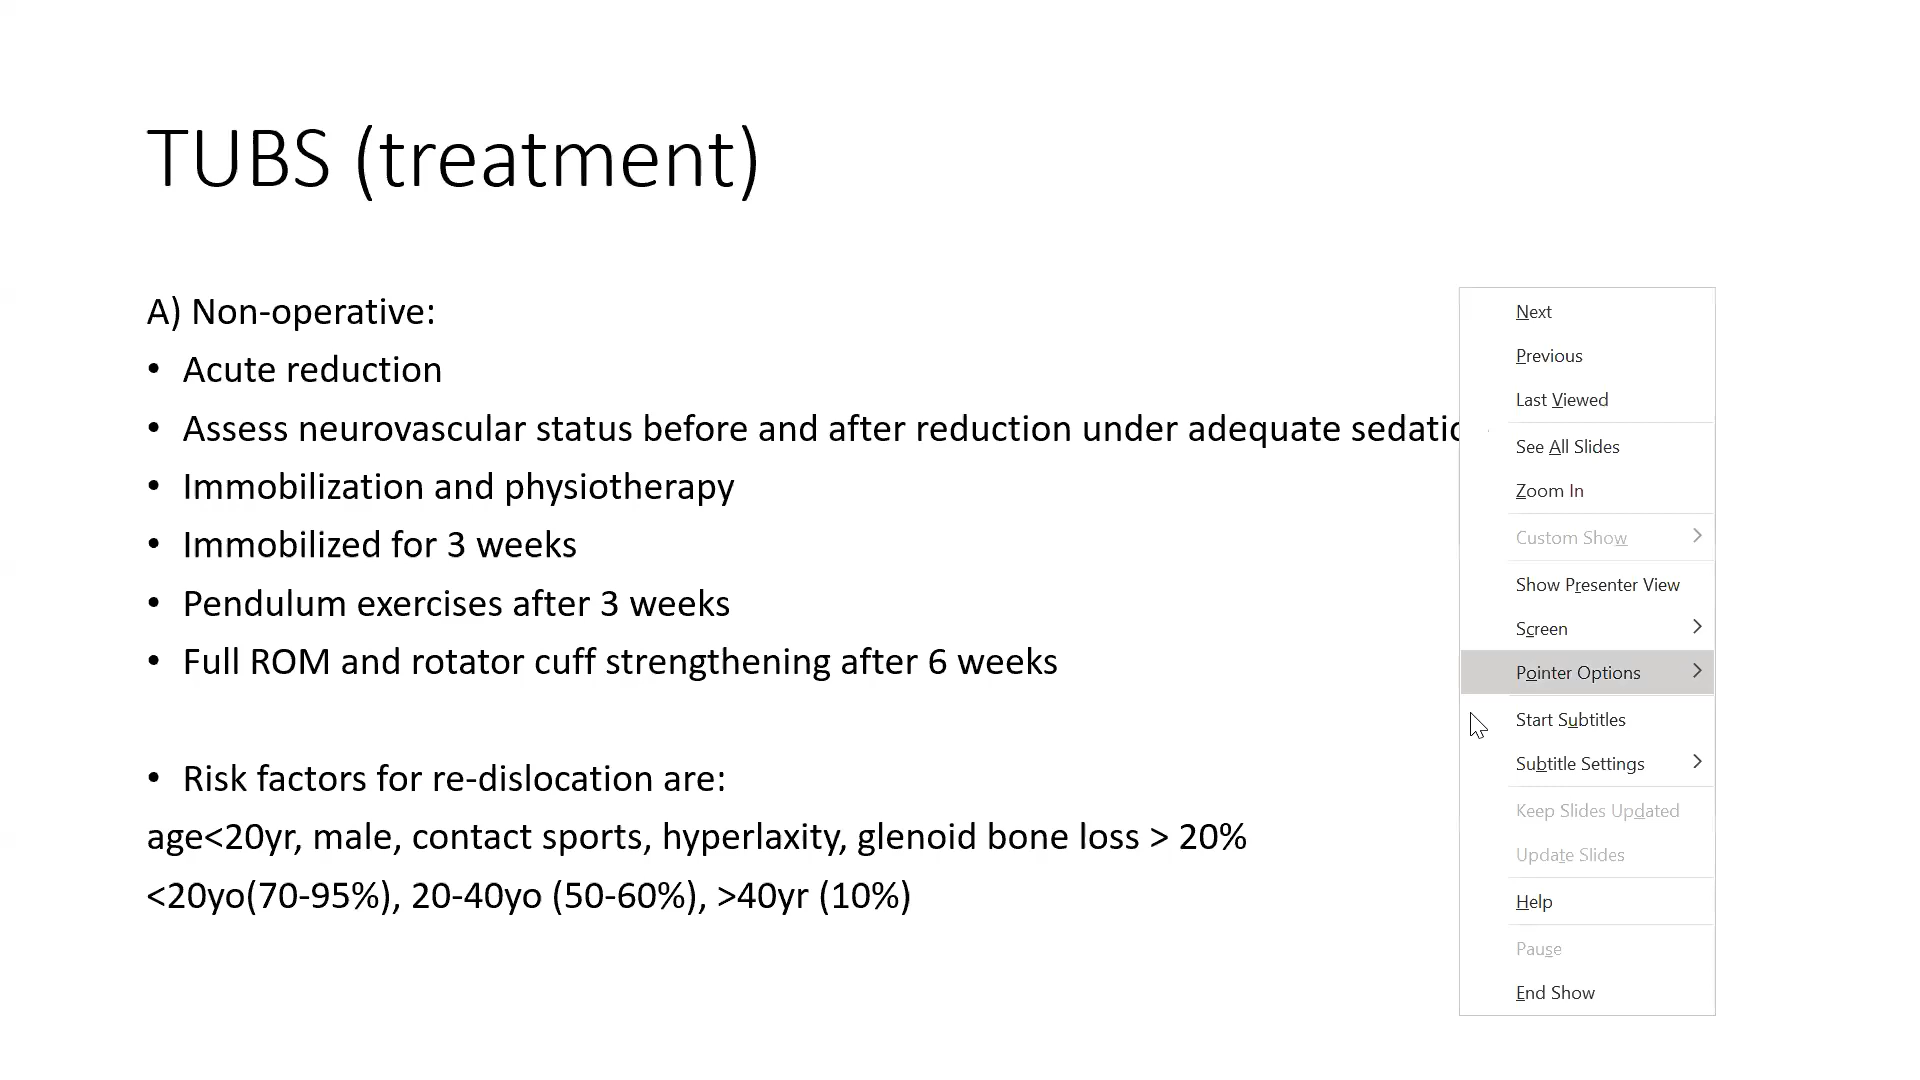 TUBS (treatment)
A) Non-operative:
• Acute reduction
• Assess neurovascular status before and after reduction under adequate
• Immobilization and physiotherapy
• Immobilized for 3 weeks
• Pendulum exercises after 3 weeks
• Full ROM and rotator cuff strengthening after 6 weeks
• Risk factors for re-dislocation are:
age<20yr, male, contact sports, hyperlaxity, glenoid bone loss > 20%
<20yo(70-95%), 20-40yo (50-60%), >40yr (10%)
Next
Previous
Last Viewed
See All Slides
Zoom In
Custom Show
Show Presenter View
Screen
Pointer Options
Start Subtitles
Subtitle Settings
Keep Slides Updated
Update Slides
Help
Pause
End Show